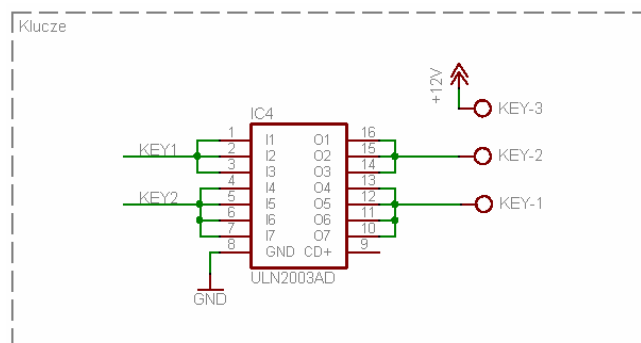 Klucze
+12V
KEY-3
IC4
KEY1
1 I1 O1 16
2 I2 O2 15
KEY-2
3 I3 O3 14
4 I4 O4 13
KEY2
5 I5 O5 12
KEY-1
6 I6 O6 11
7 I7 O7 10
8 GND CD+ 9
ULN2003AD
GND